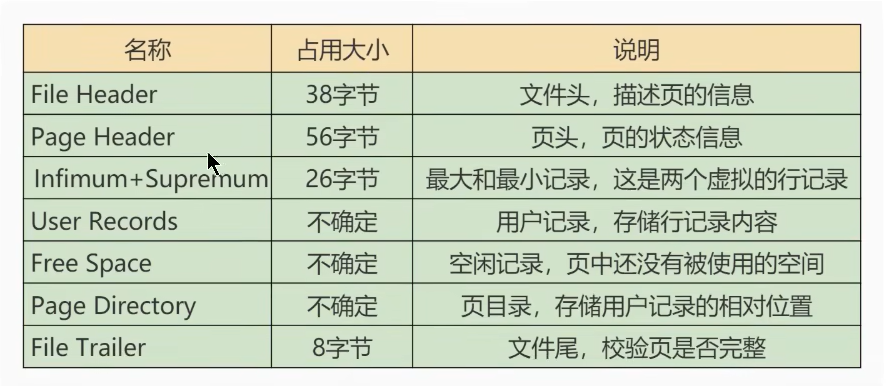 名称 占用大小 说明
File Header 38字节 文件头，描述页的信息
Page Header 56字节 页头，页的状态信息
Infimum+Supremum 26字节 最大和最小记录，这是两个虚拟的行记录
User Records 不确定 用户记录，存储行记录内容
Free Space 不确定 空闲记录，页中还没有被使用的空间
Page Directory 不确定 页目录，存储用户记录的相对位置
File Trailer 8字节 文件尾，校验页是否完整